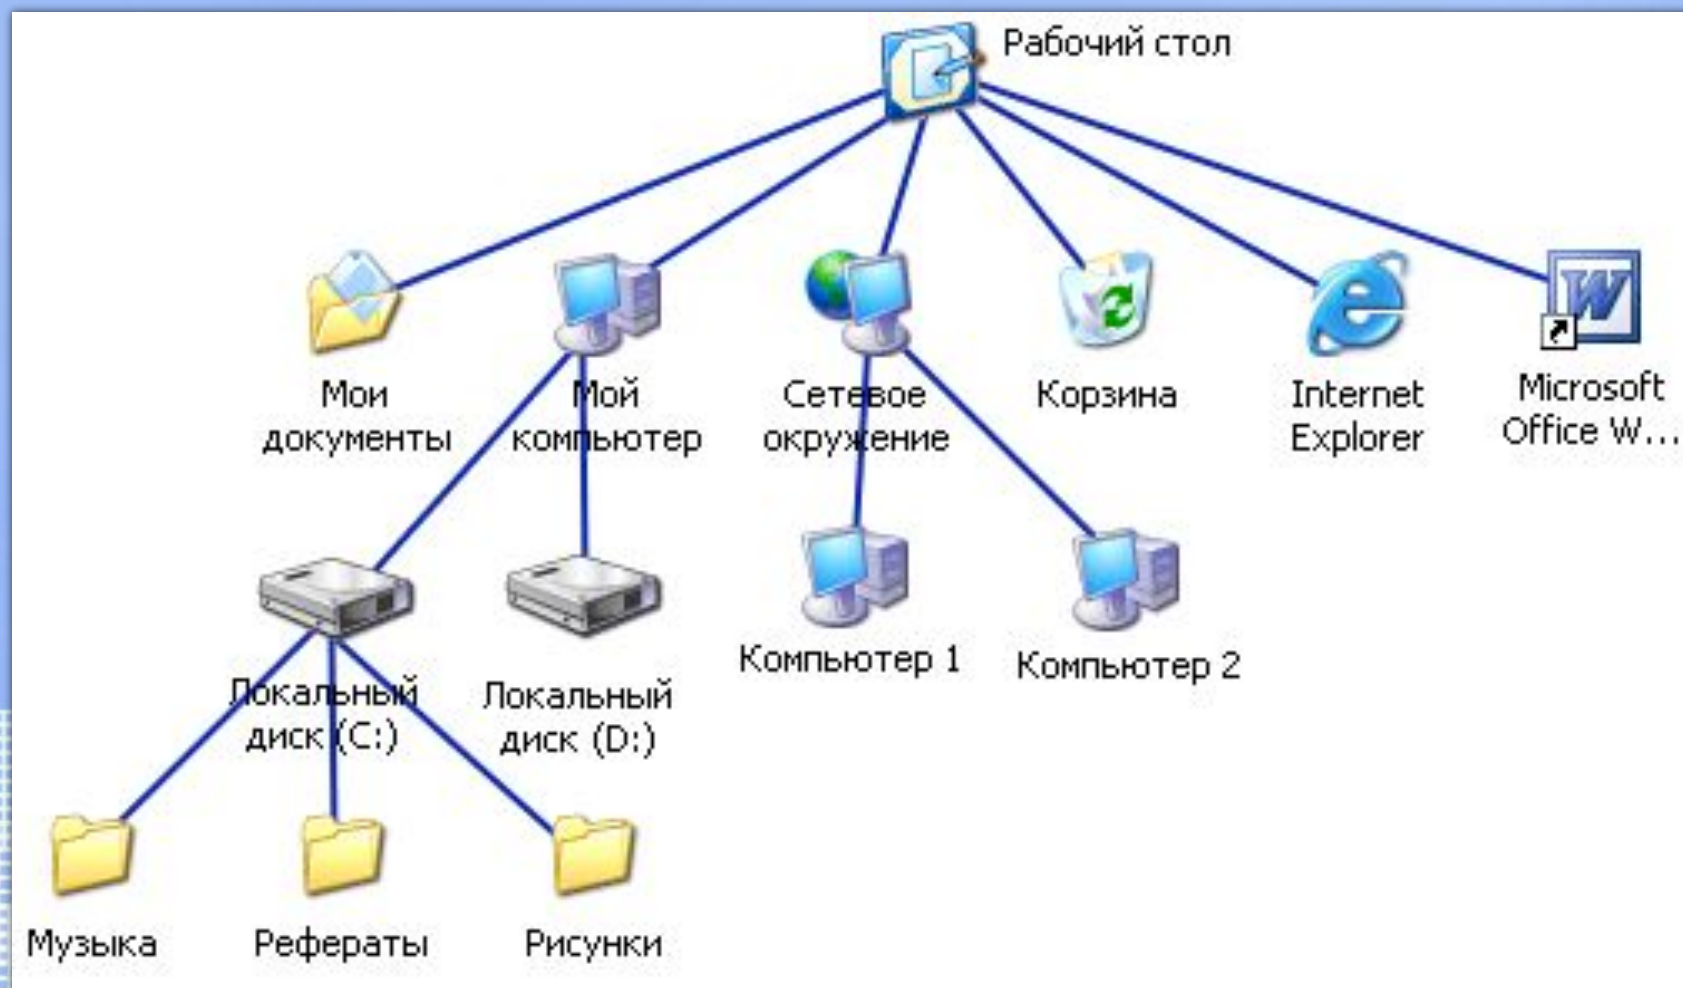 Рабочий стол
Мои
документы
Мой
компьютер
Сетевое
окружение
Корзина
Internet
Explorer
Microsoft
Office W...
Локальный
диск (C:)
Локальный
диск (D:)
Компьютер 1
Компьютер 2
Музыка
Рефераты
Рисунки